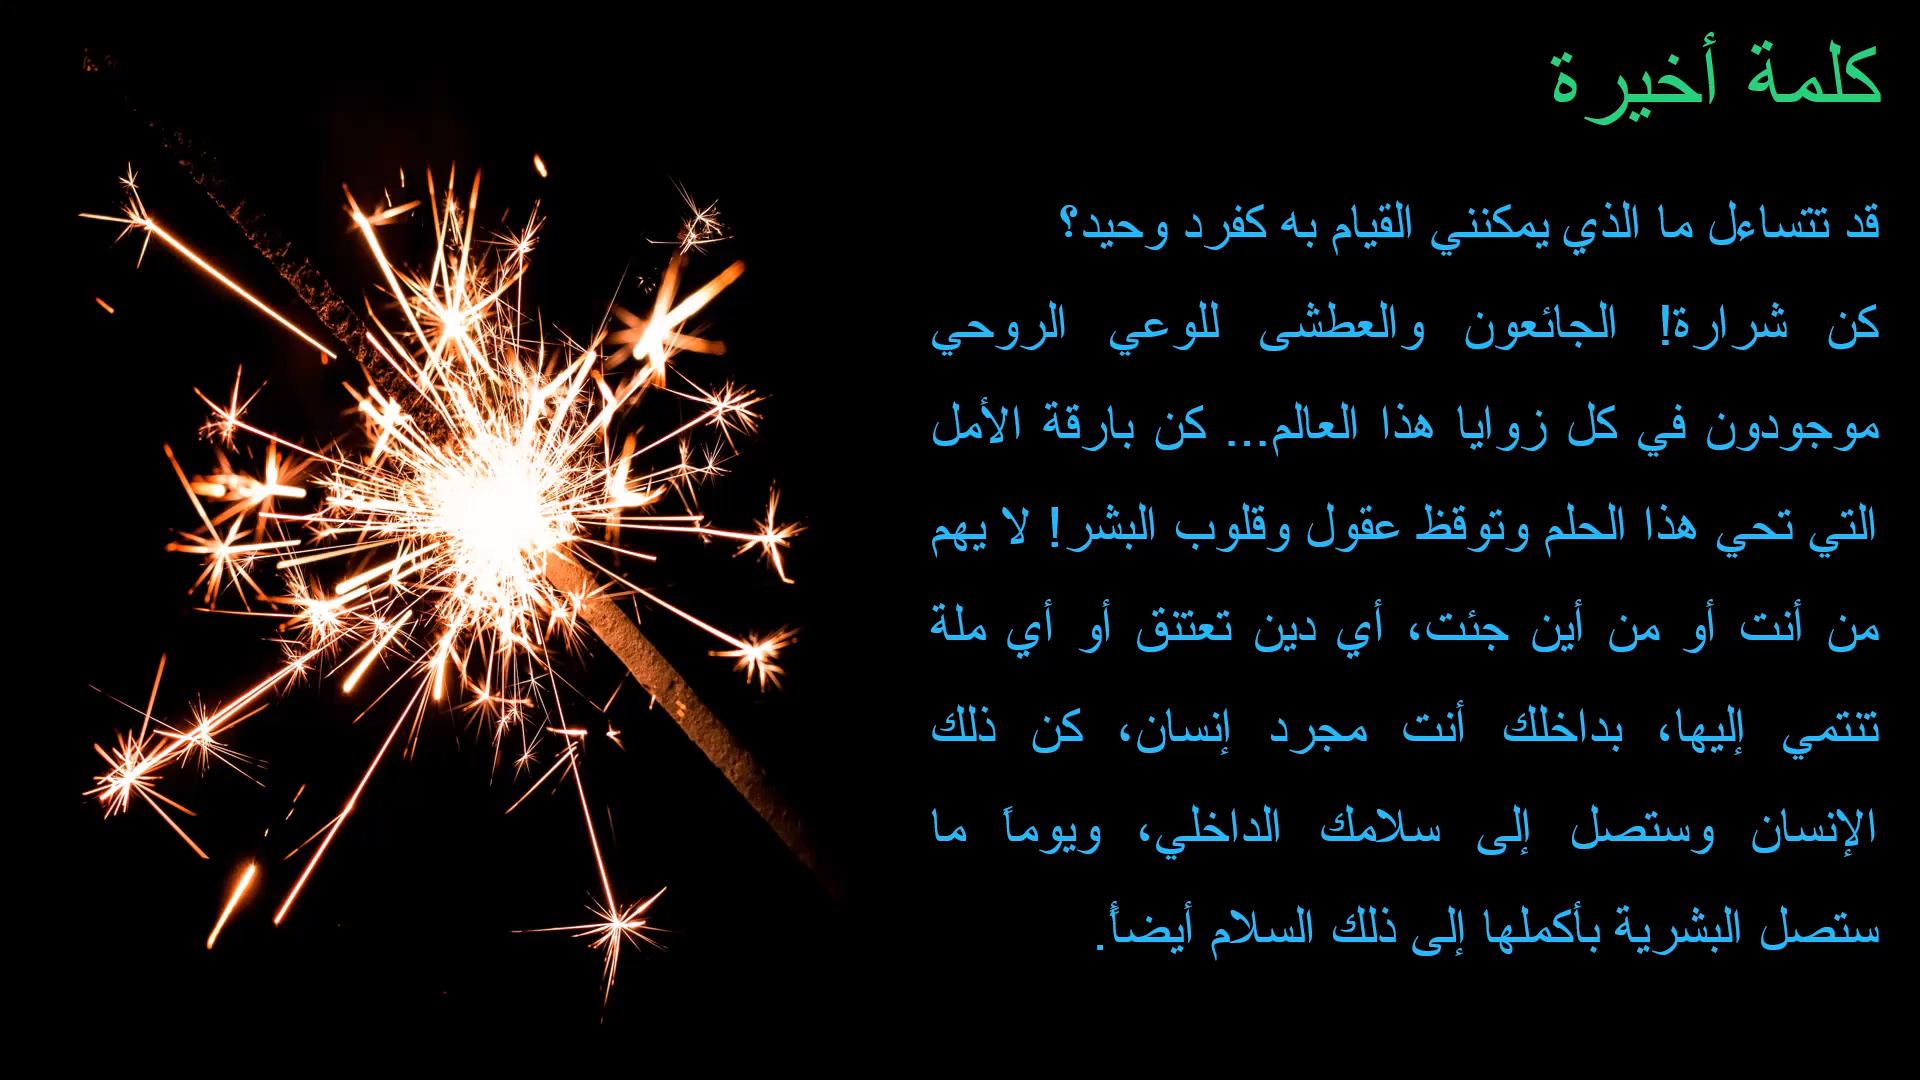 كلمة أخيرة
قد تتساءل ما الذي يمكنني القيام به كفرد وحيد؟
كن شرارة! الجائعون والعطشى للوعي الروحي
موجودون في كل زوايا هذا العالم... كن بارقة الأمل
التي تحي هذا الحلم وتوقظ عقول وقلوب البشر! لا يهم
من أنت أو من أين جئت، أي دين تعتنق أو أي ملة
تنتمي إليها، بداخلك أنت مجرد إنسان، كن ذلك
الإنسان وستصل إلى سلامك الداخلي، ويوماً ما
ستصل البشرية بأكملها إلى ذلك السلام أيضاً.